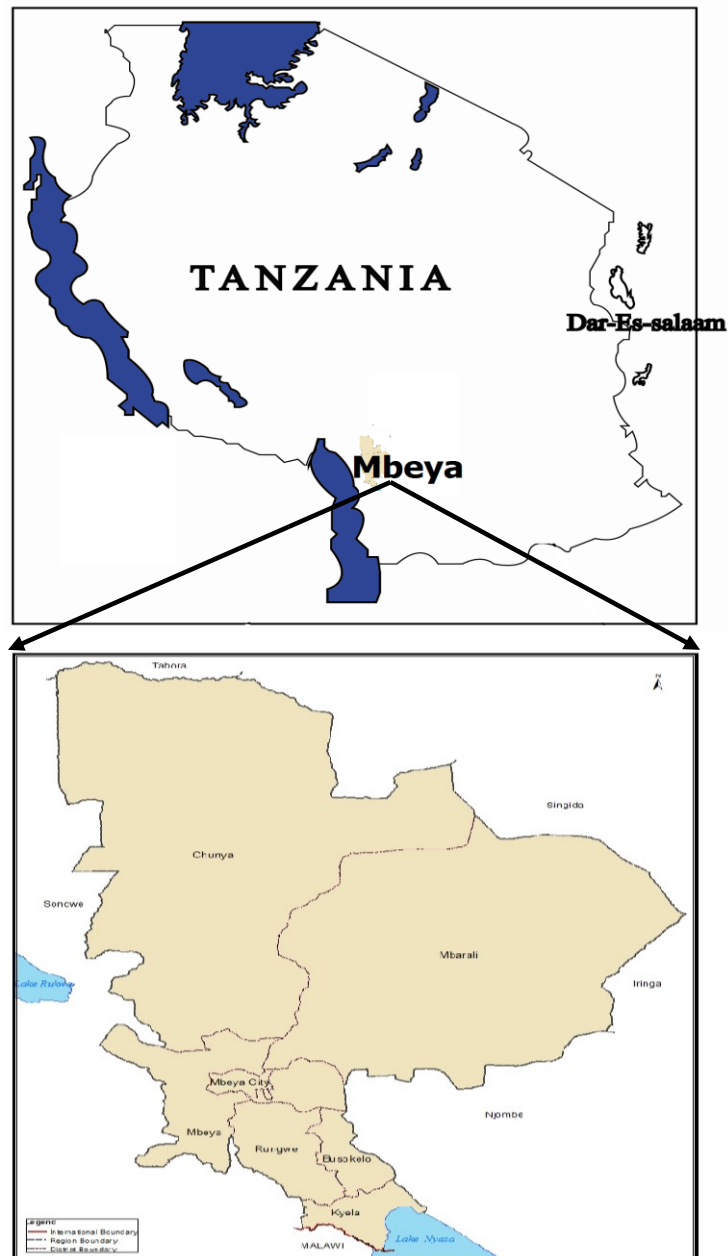 TANZANIA
Dar-Es-salaam
Mbeya
Tabora
N
Singida
Chunya
Soncwe
Mbarali
Lake Rukwa
Iringa
Mbeya City
Njombe
Mbeya
Rungwe
Busokelo
Kyela
Legend
International Boundary
Region Boundary
District Boundary
MALAWI
Lake Nyasa